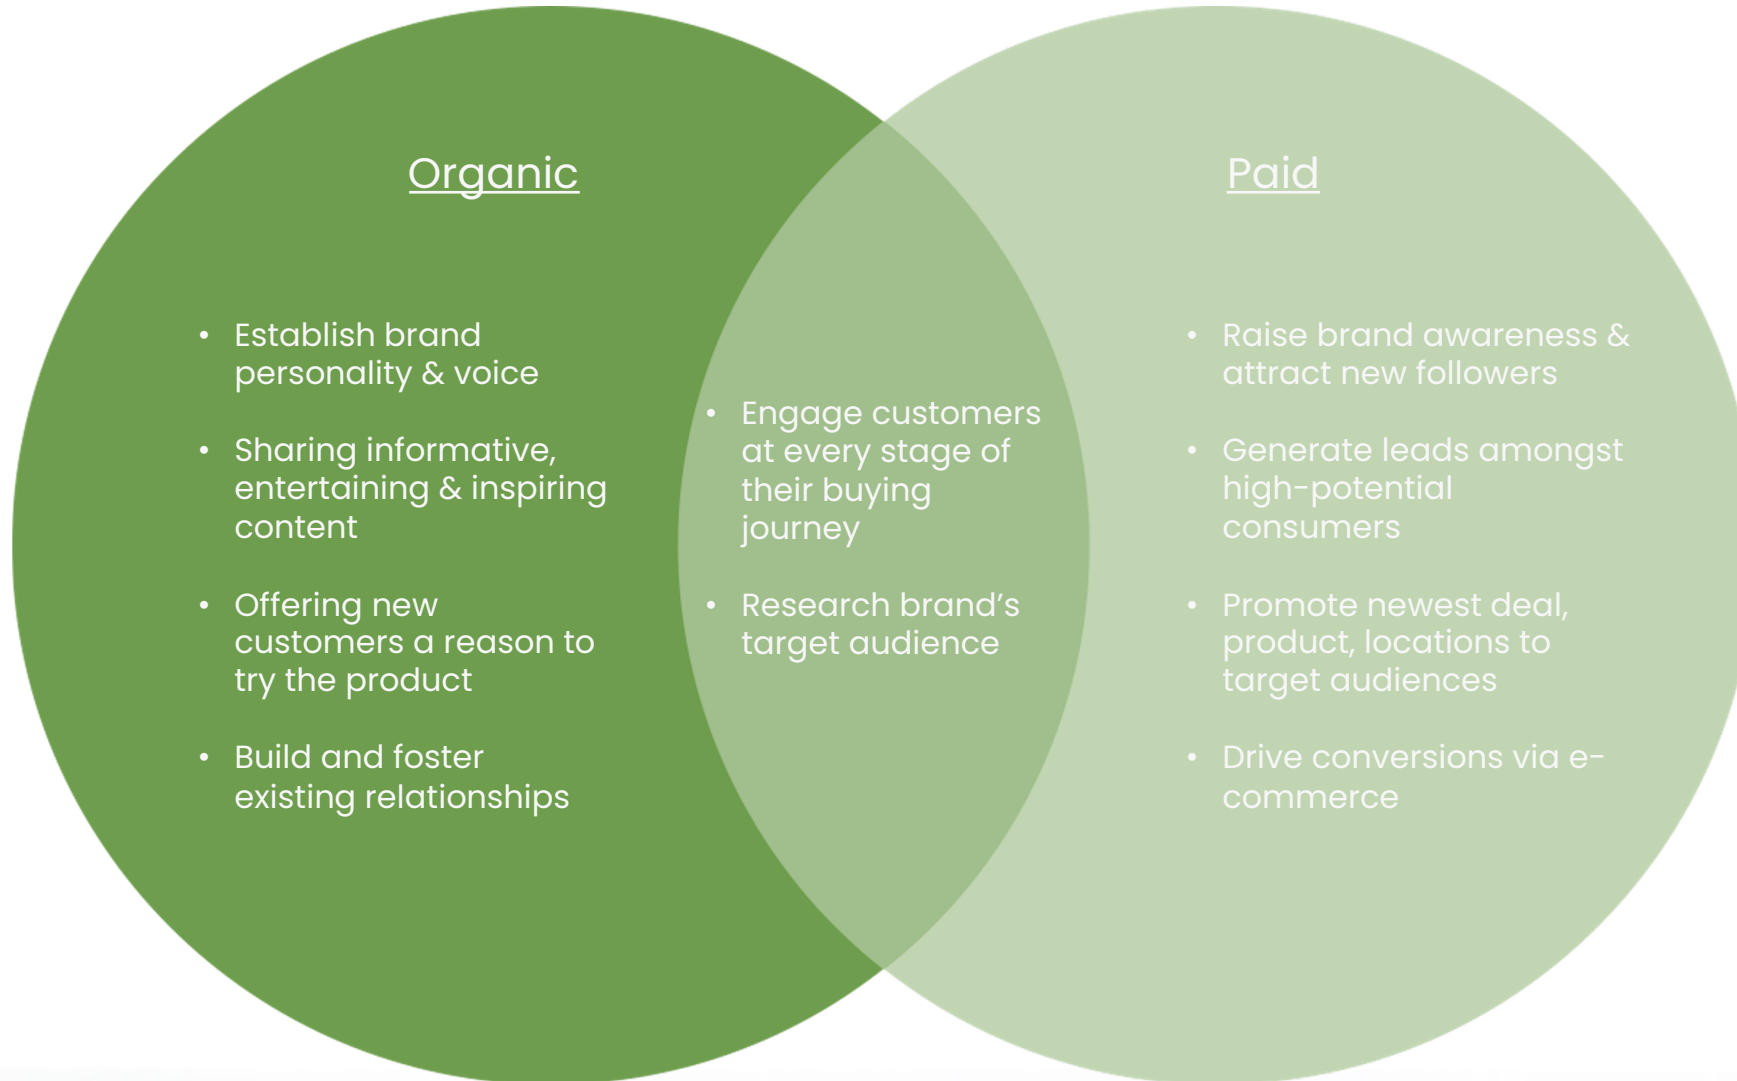 Organic
• Establish brand
personality & voice
• Sharing informative,
entertaining & inspiring
content
• Offering new
customers a reason to
try the product
• Build and foster
existing relationships
• Engage customers
at every stage of
their buying
journey
• Research brand’s
target audience
Paid
• Raise brand awareness &
attract new followers
• Generate leads amongst
high-potential
consumers
• Promote newest deal,
product, locations to
target audiences
• Drive conversions via e-
commerce